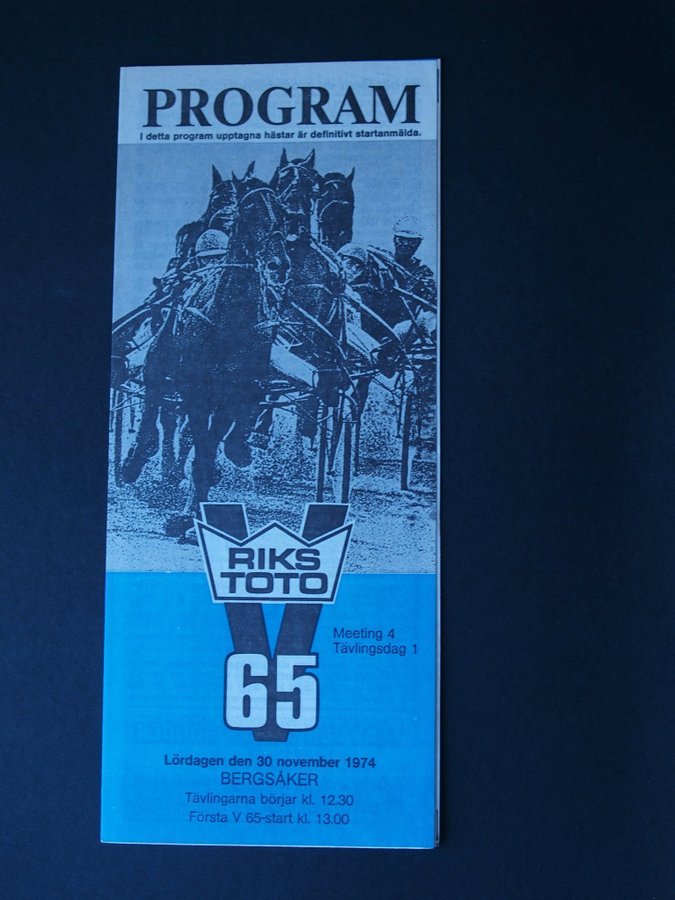 PROGRAM
I detta program upptagna hästar är definitivt startanmälda.
RIKS
TOTO
V
65
Meeting 4
Tävlingsdag 1
Lördagen den 30 november 1974
BERGSÅKER
Tävlingarna börjar kl. 12.30
Första V 65-start kl. 13.00